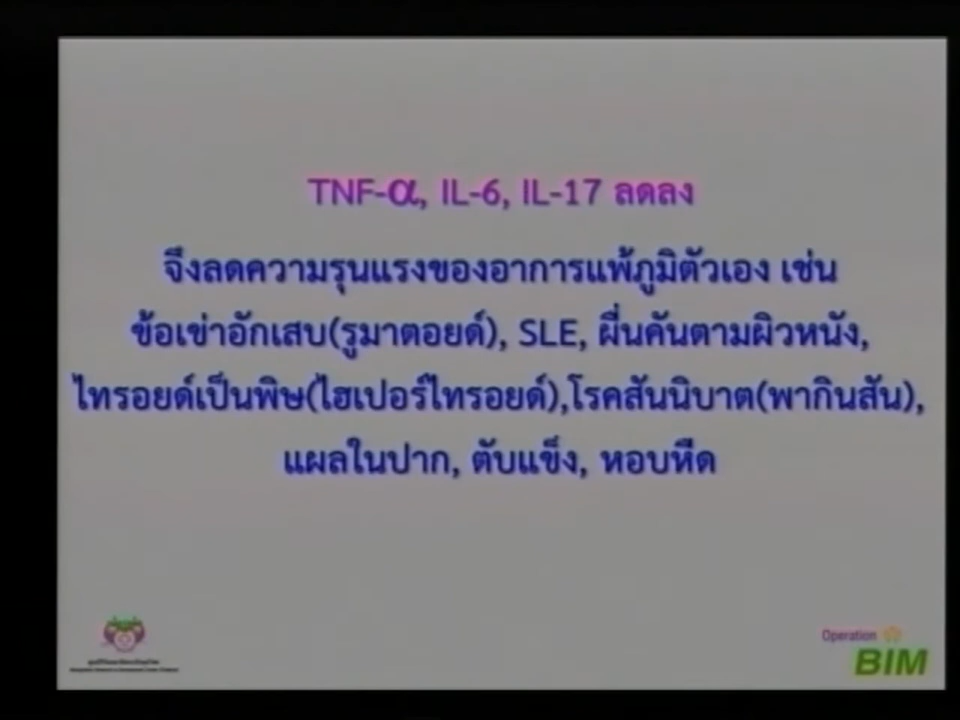 TNF-α, IL-6, IL-17 ลดลง
จึงลดความรุนแรงของอาการแพ้ภูมิตัวเอง เช่น
ข้อเข่าอักเสบ(รูมาตอยด์), SLE, ผื่นคันตามผิวหนัง,
ไทรอยด์เป็นพิษ(ไฮเปอร์ไทรอยด์),โรคสันนิบาต(พากินสัน),
แผลในปาก, ตับแข็ง, หอบหืด
Operation
BIM